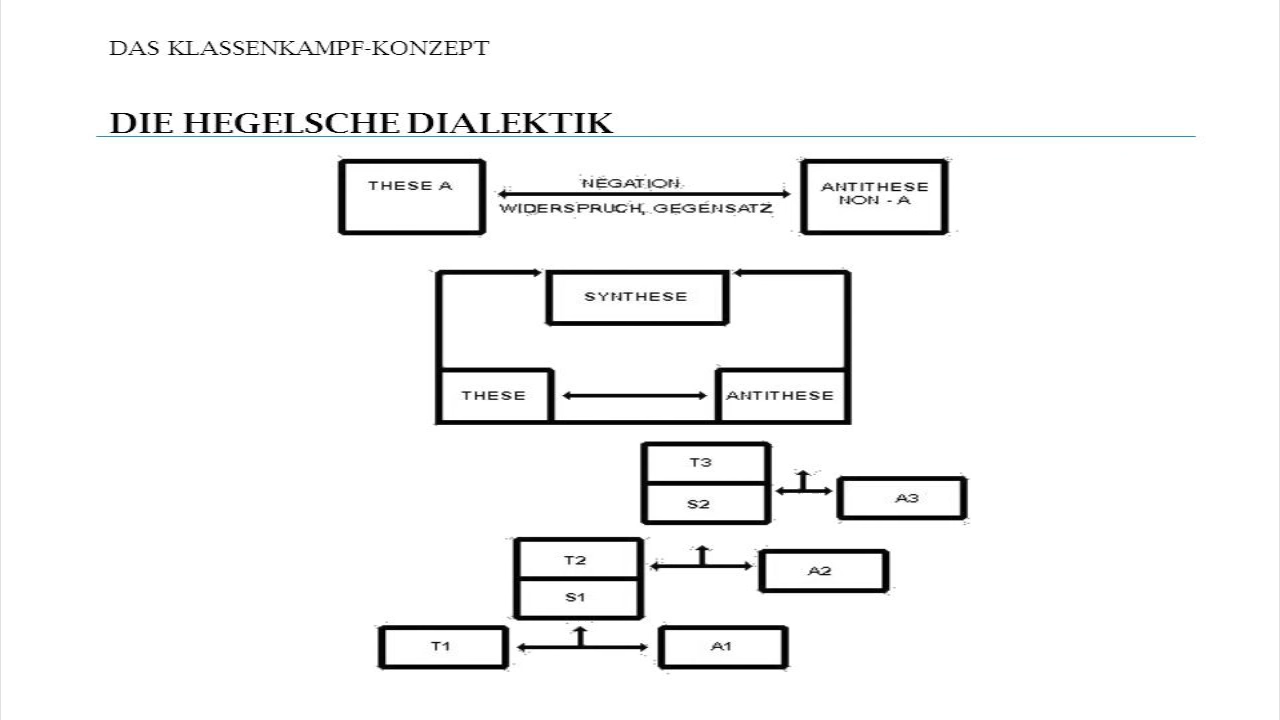 DAS KLASSENKAMPF-KONZEPT
DIE HEGELSCHE DIALEKTIK
THESE A
NEGATION
WIDERSPRUCH, GEGENSATZ
ANTITHESE
NON - A
SYNTHESE
THESE
ANTITHESE
T3
S2
A3
T2
S1
A2
T1
A1